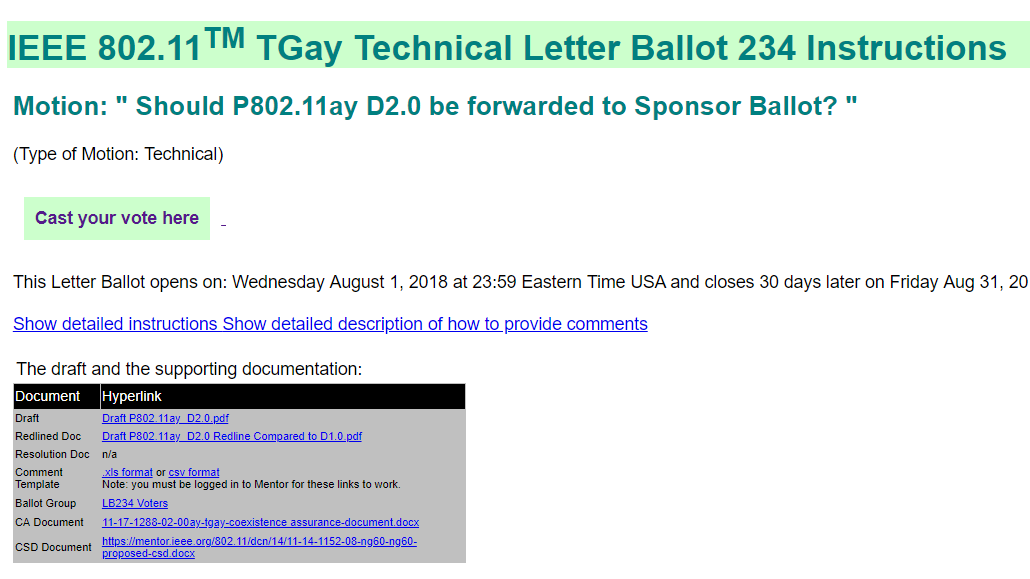 IEEE 802.11TM TGay Technical Letter Ballot 234 Instructions
Motion: " Should P802.11ay D2.0 be forwarded to Sponsor Ballot? "
(Type of Motion: Technical)
Cast your vote here
This Letter Ballot opens on: Wednesday August 1, 2018 at 23:59 Eastern Time USA and closes 30 days later on Friday Aug 31, 20
Show detailed instructions Show detailed description of how to provide comments
The draft and the supporting documentation:
Document Hyperlink
Draft Draft P802.11ay_D2.0.pdf
Redlined Doc Draft P802.11ay_D2.0 Redline Compared to D1.0.pdf
Resolution Doc n/a
Comment .xls format or csv format
Template Note: you must be logged in to Mentor for these links to work.
Ballot Group LB234 Voters
CA Document 11-17-1288-02-00ay-tgay-coexistence assurance-document.docx
CSD Document https://mentor.ieee.org/802.11/dcn/14/11-14-1152-08-ng60-ng60-
proposed-csd.docx